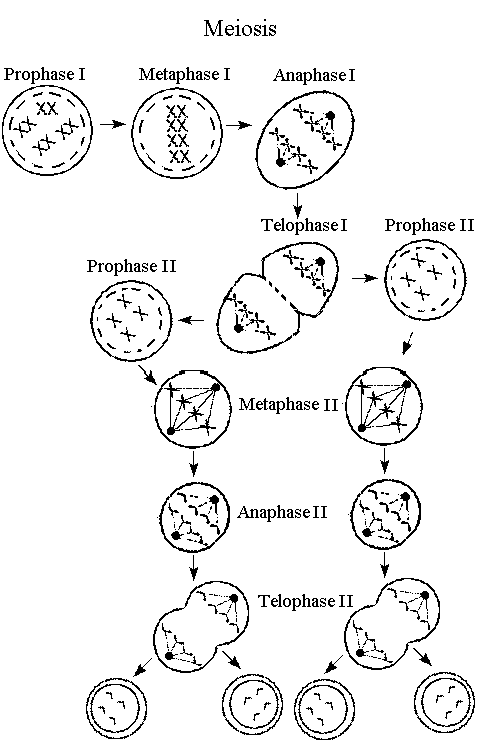 Meiosis
Prophase I
Metaphase I
Anaphase I
Telophase I
Prophase II
Prophase II
Metaphase II
Anaphase II
Telophase II